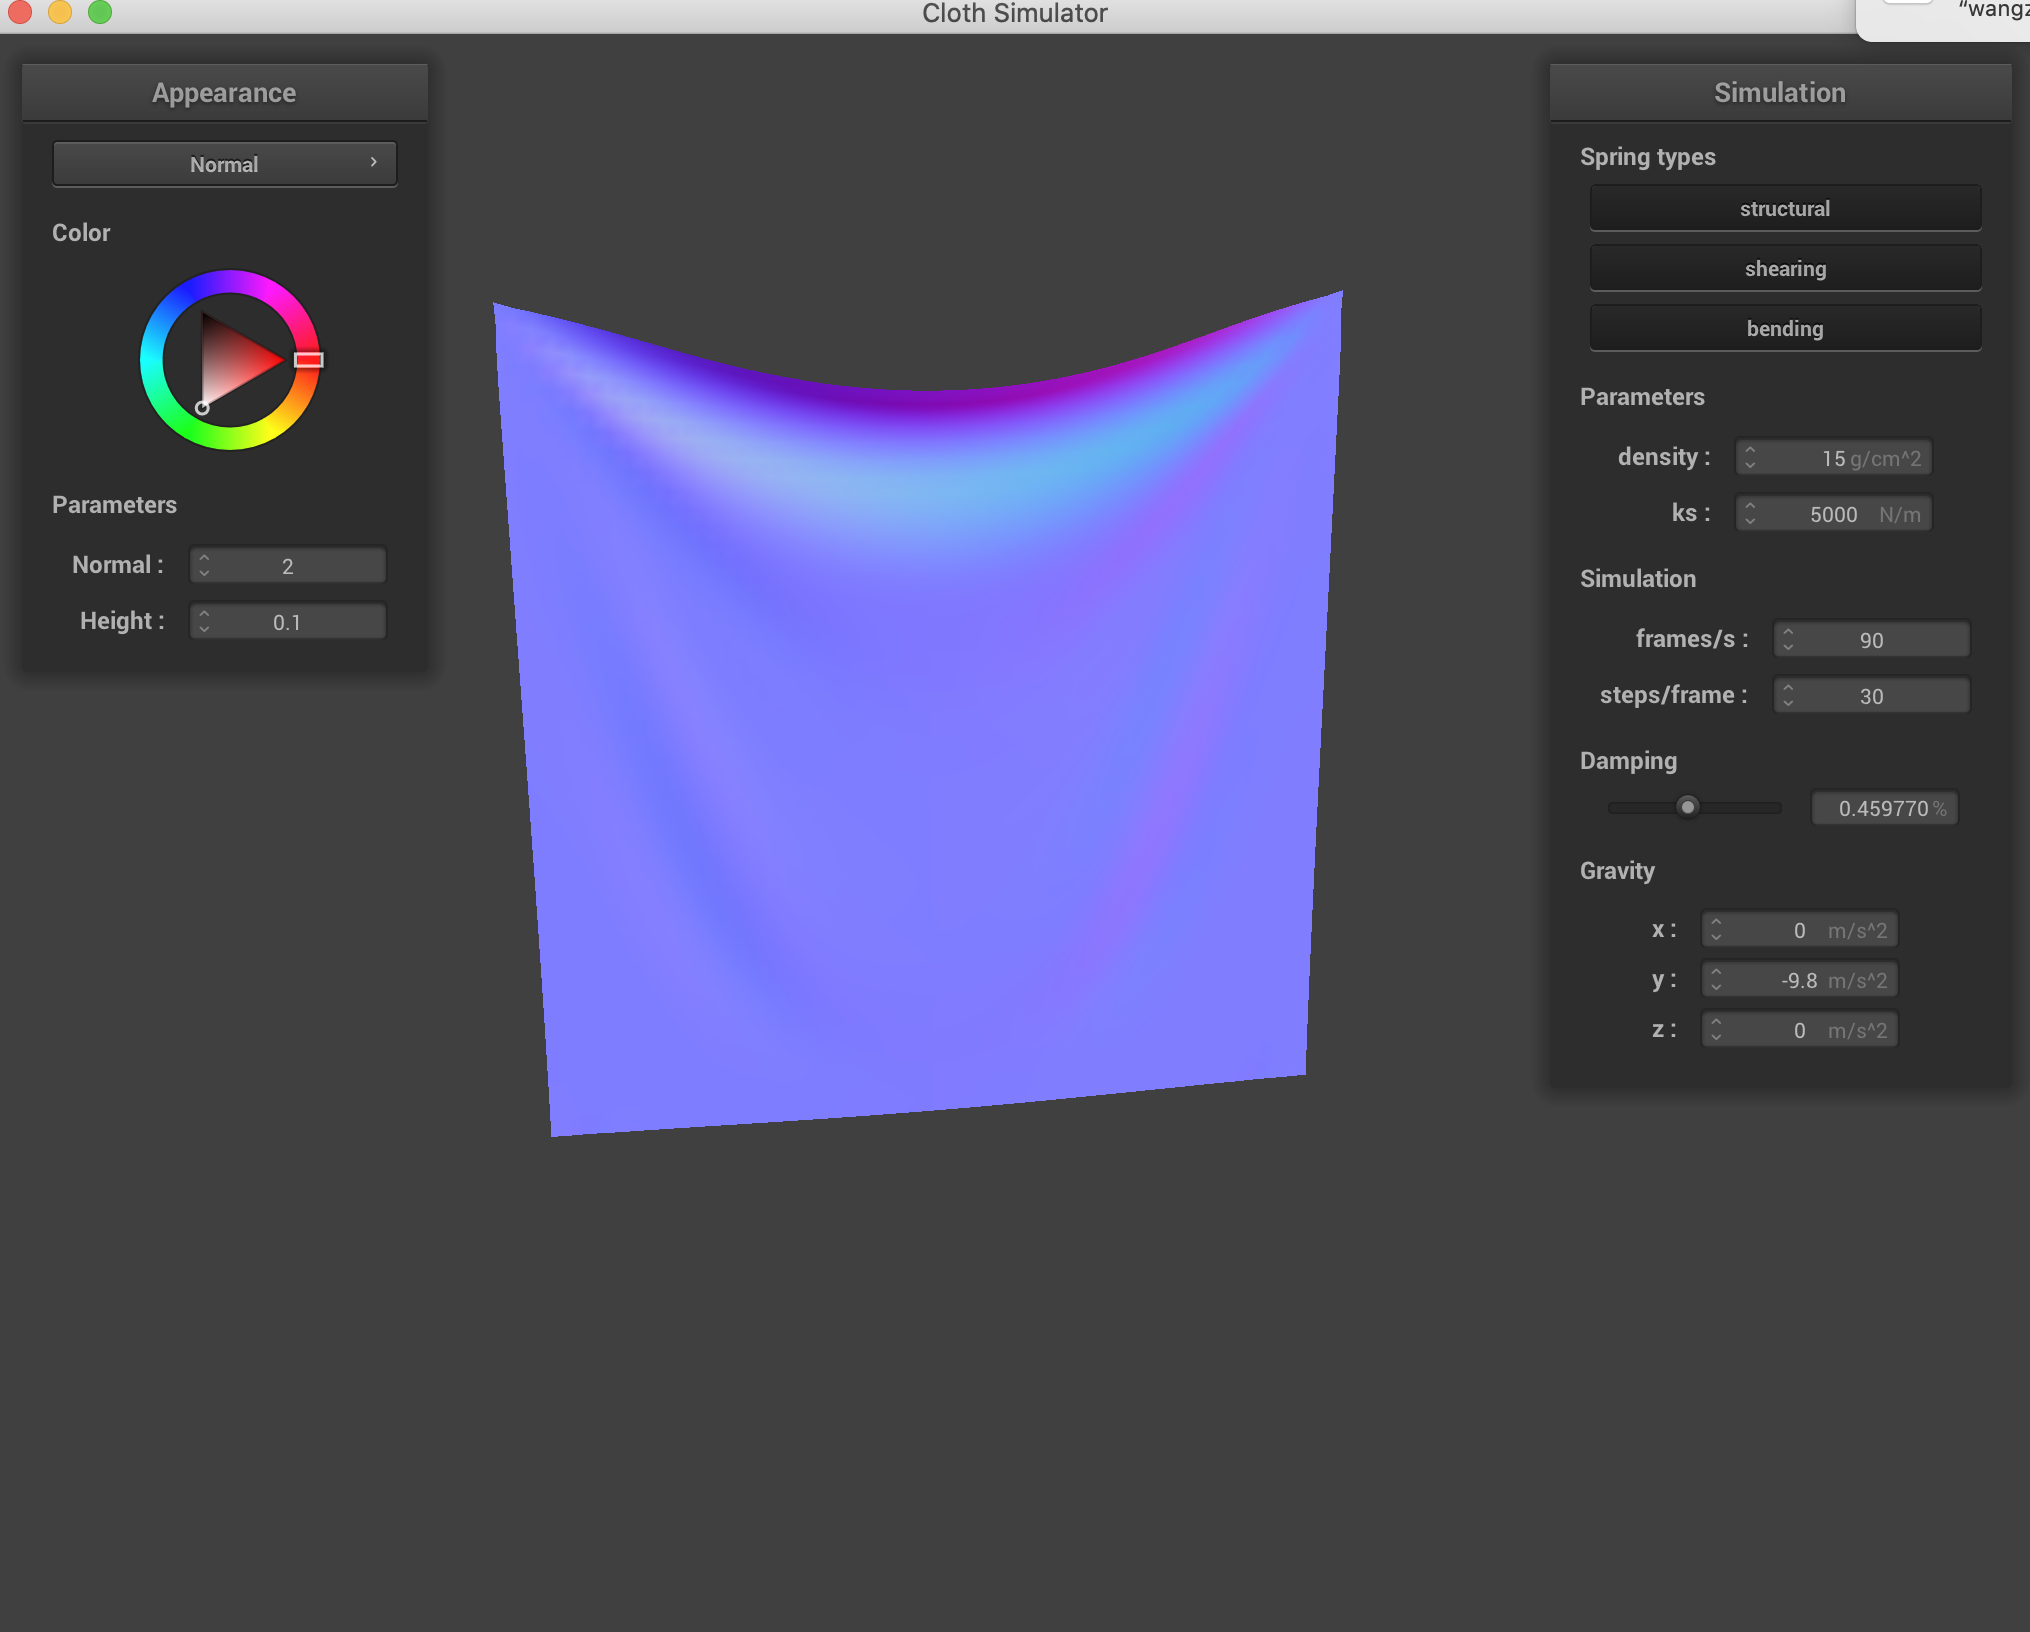 Cloth Simulator
“wangz
Appearance
Normal
Color
Parameters
Normal : 2
Height : 0.1
Simulation
Spring types
structural
shearing
bending
Parameters
density : 15 g/cm^2
ks : 5000 N/m
Simulation
frames/s : 90
steps/frame : 30
Damping
0.459770 %
Gravity
x : 0 m/s^2
y : -9.8 m/s^2
z : 0 m/s^2